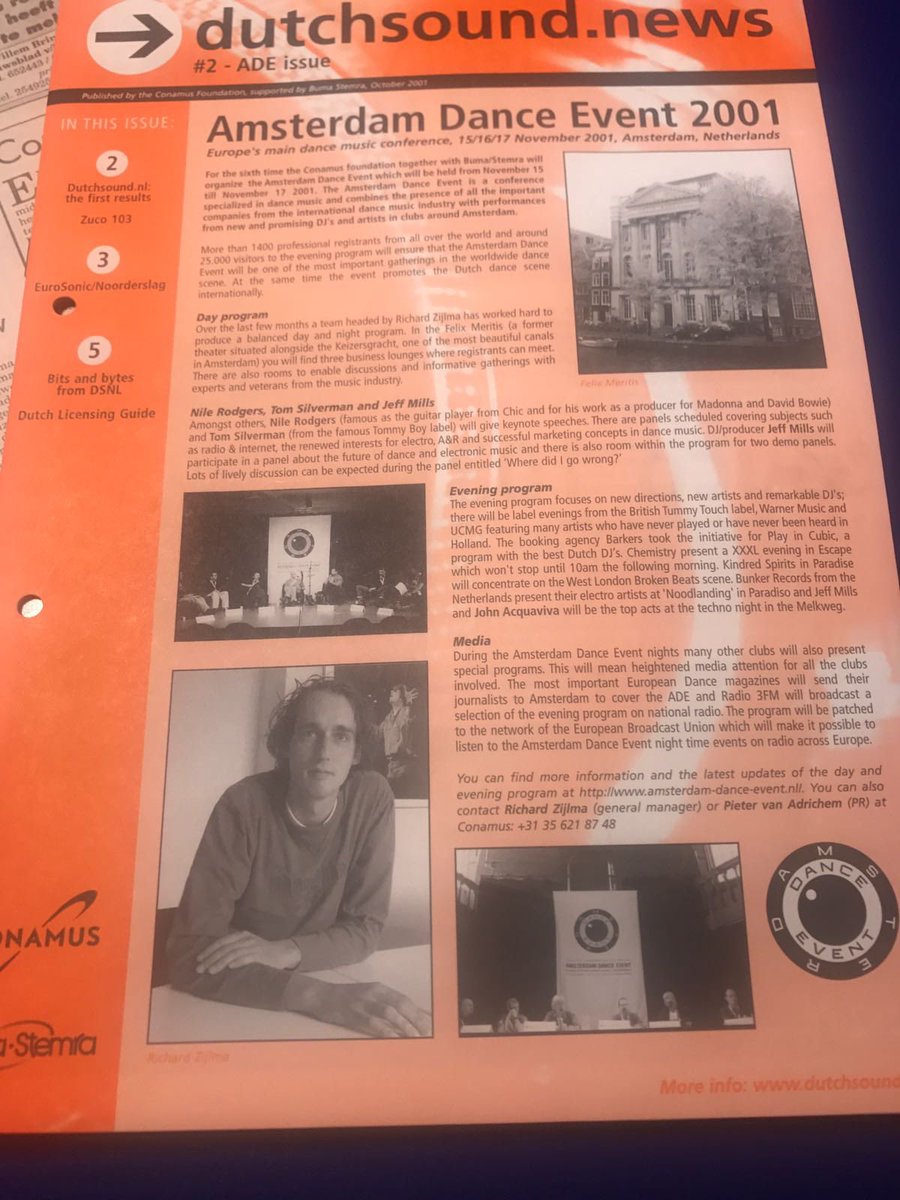 heeft
to me
illem Bri
wsblad v
652443 /
el. 25492
dutchsound.news
#2 - ADE issue
Published by the Conamus Foundation, supported by Buma Stemra, October 2001
IN THIS ISSUE:
2
Dutchsound.nl:
the first results
Zuco 103
3
EuroSonic/Noorderslag
5
Bits and bytes
from DSNL
Dutch Licensing Guide
Amsterdam Dance Event 2001
Europe's main dance music conference, 15/16/17 November 2001, Amsterdam, Netherlands
For the sixth time the Conamus foundation together with Buma/Stemra will
organize the Amsterdam Dance Event which will be held from November 15
till November 17 2001. The Amsterdam Dance Event is a conference
specialized in dance music and combines the presence of all the important
companies from the international dance music industry with performances
from new and promising DJ's and artists in clubs around Amsterdam.
More than 1400 professional registrants from all over the world and around
25.000 visitors to the evening program will ensure that the Amsterdam Dance
Event will be one of the most important gatherings in the worldwide dance
scene. At the same time the event promotes the Dutch dance scene
internationally.
Day program
Over the last few months a team headed by Richard Zijlma has worked hard to
produce a balanced day and night program. In the Felix Meritis (a former
theater situated alongside the Keizersgracht, one of the most beautiful canals
in Amsterdam) you will find three business lounges where registrants can meet.
There are also rooms to enable discussions and informative gatherings with
experts and veterans from the music industry.
Felix Meritis
Nile Rodgers, Tom Silverman and Jeff Mills
Amongst others, Nile Rodgers (famous as the guitar player from Chic and for his work as a producer for Madonna and David Bowie)
and Tom Silverman (from the famous Tommy Boy label) will give keynote speeches. There are panels scheduled covering subjects such
as radio & internet, the renewed interests for electro, A&R and successful marketing concepts in dance music. DJ/producer Jeff Mills will
participate in a panel about the future of dance and electronic music and there is also room within the program for two demo panels.
Lots of lively discussion can be expected during the panel entitled 'Where did I go wrong?'
Evening program
The evening program focuses on new directions, new artists and remarkable DJ's;
there will be label evenings from the British Tummy Touch label, Warner Music and
UCMG featuring many artists who have never played or have never been heard in
Holland. The booking agency Barkers took the initiative for Play in Cubic, a
program with the best Dutch DJ's. Chemistry present a XXXL evening in Escape
which won't stop until 10am the following morning. Kindred Spirits in Paradise
will concentrate on the West London Broken Beats scene. Bunker Records from the
Netherlands present their electro artists at 'Noodlanding' in Paradiso and Jeff Mills
and John Acquaviva will be the top acts at the techno night in the Melkweg.
Media
During the Amsterdam Dance Event nights many other clubs will also present
special programs. This will mean heightened media attention for all the clubs
involved. The most important European Dance magazines will send their
journalists to Amsterdam to cover the ADE and Radio 3FM will broadcast a
selection of the evening program on national radio. The program will be patched
to the network of the European Broadcast Union which will make it possible to
listen to the Amsterdam Dance Event night time events on radio across Europe.
You can find more information and the latest updates of the day and
evening program at http://www.amsterdam-dance-event.nl/. You can also
contact Richard Zijlma (general manager) or Pieter van Adrichem (PR) at
Conamus: +31 35 621 87 48
AMSTERDAM DANCE EVENT
AMSTERDAM
DANCE
EVENT
ONAMUS
a·Stemra
Richard Zijlma
More info: www.dutchsound